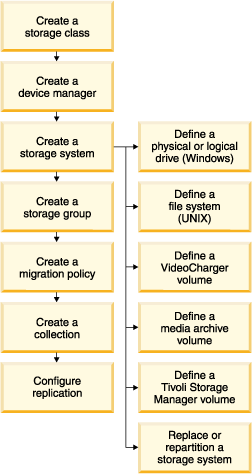 Create a
storage class
Create a
device manager
Create a
storage system
Create a
storage group
Create a
migration policy
Create a
collection
Configure
replication
Define a
physical or logical
drive (Windows)
Define a
file system
(UNIX)
Define a
VideoCharger
volume
Define a
media archive
volume
Define a
Tivoli Storage
Manager volume
Replace or
repartition a
storage system